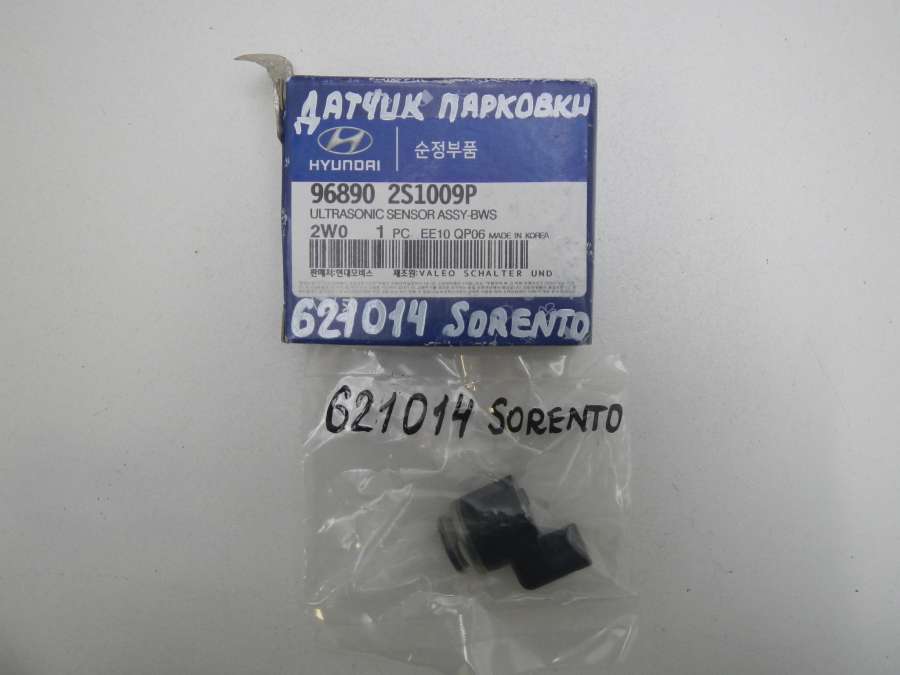 ДАТЧИК ПАРКОВКИ
HYUNDAI 순정부품
96890 2S1009P
ULTRASONIC SENSOR ASSY-BWS
2W0 1 PC EE10 QP06 MADE IN KOREA
판매처:현대모비스 제조원:VALEO SCHALTER UND
621014 SORENTO
621014 SORENTO